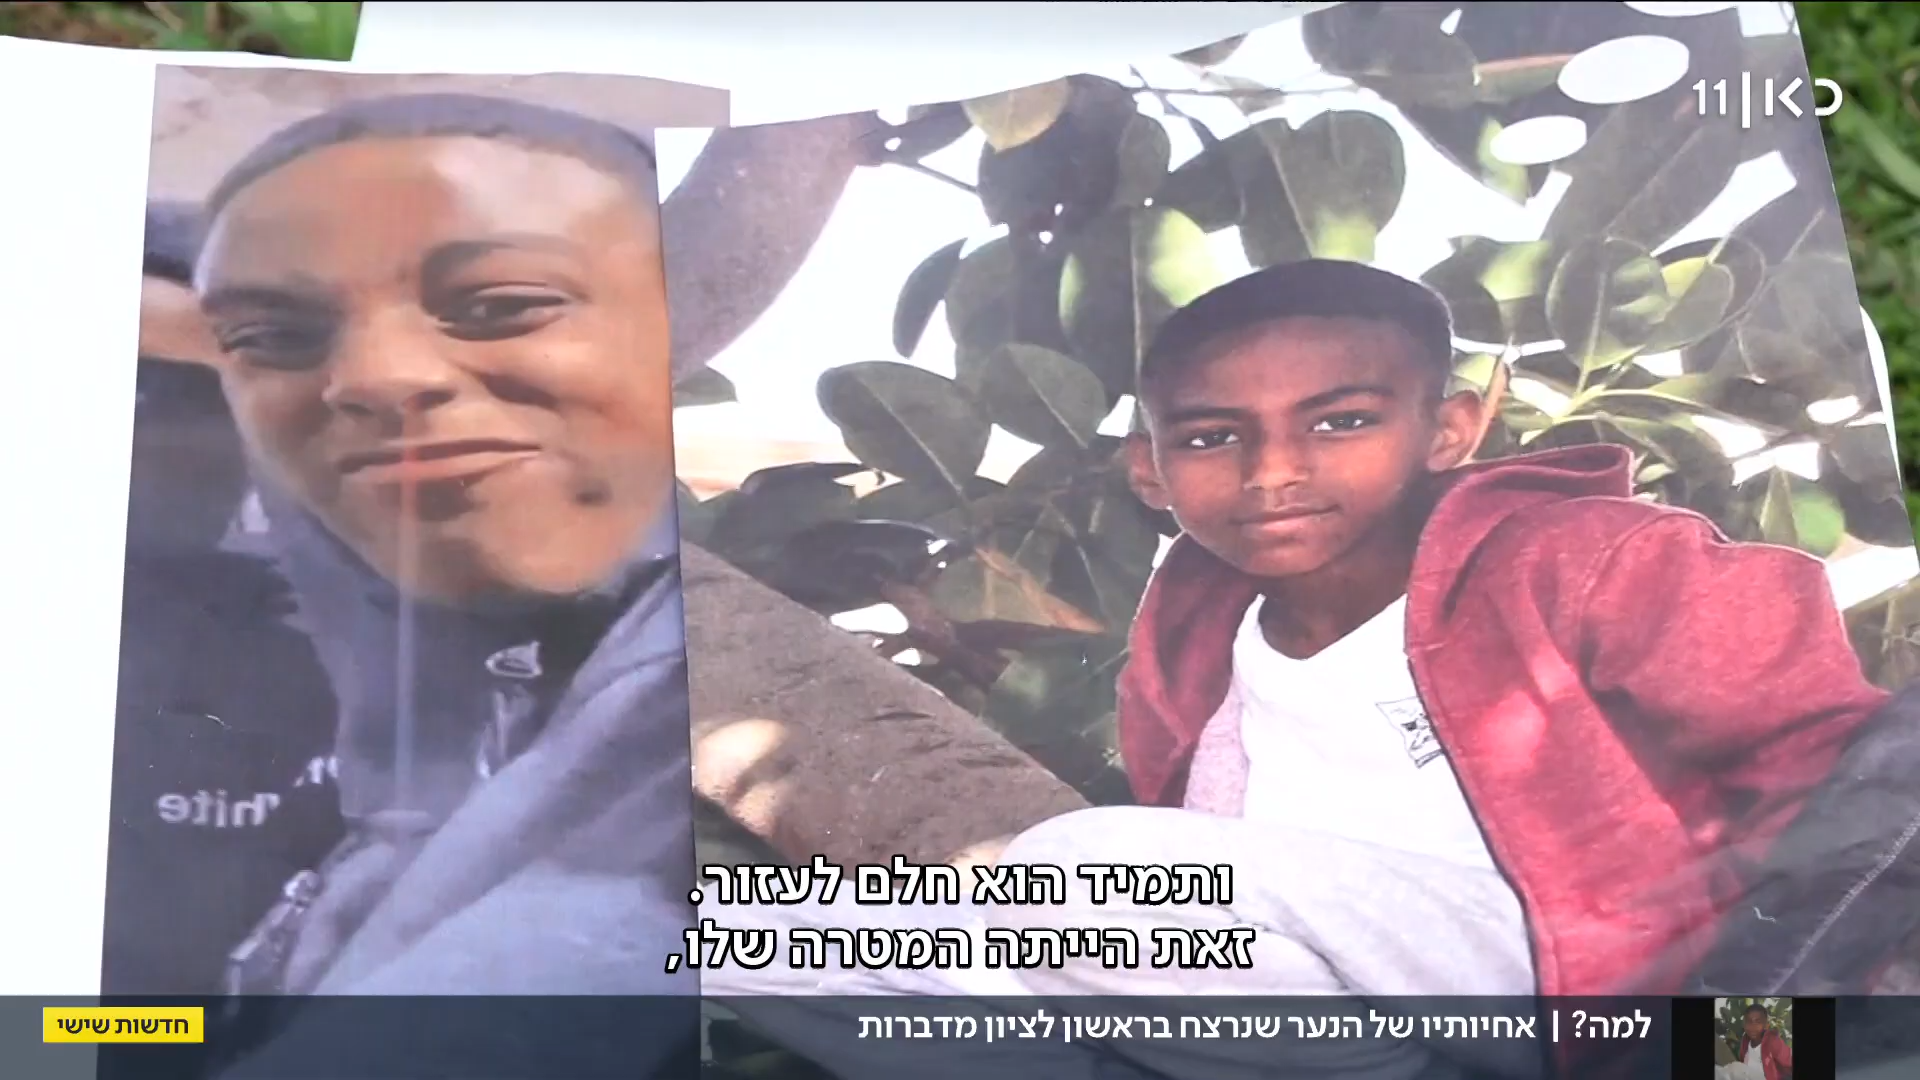 כאן 11
White
ותמיד הוא חלם לעזור.
זאת הייתה המטרה שלו,
למה? | אחיותיו של הנער שנרצח בראשון לציון מדברות
חדשות שישי